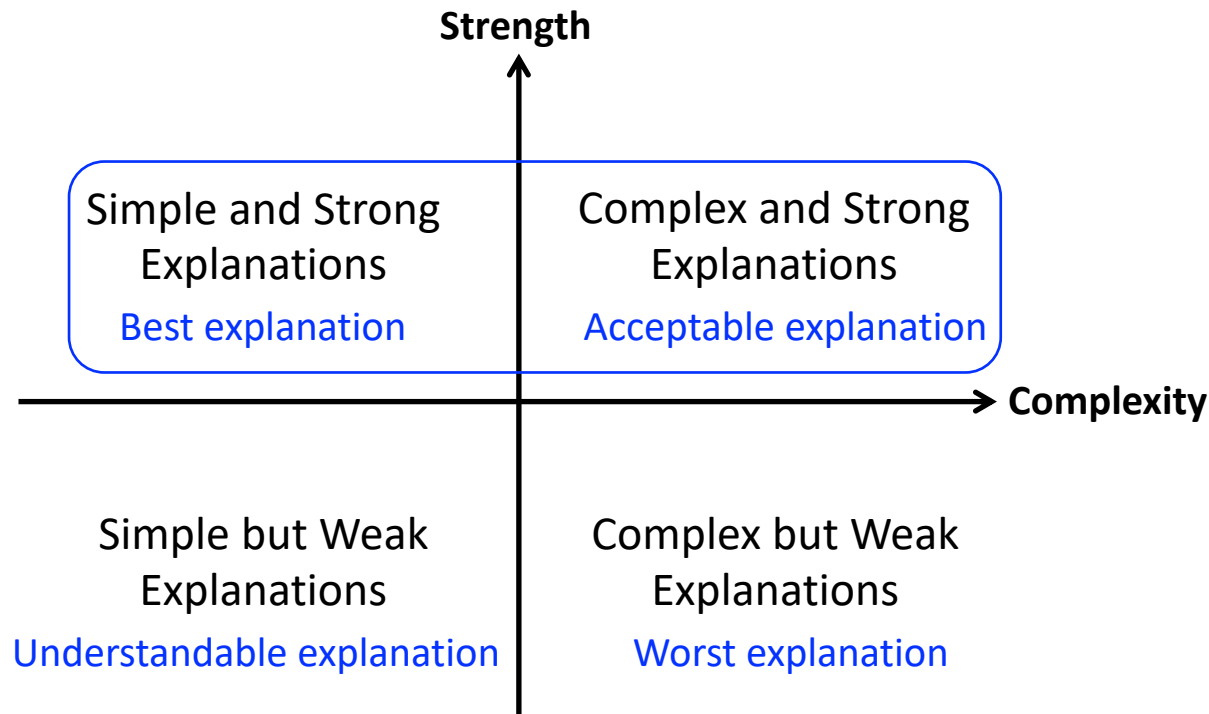 Strength
Simple and Strong
Explanations
Best explanation
Complex and Strong
Explanations
Acceptable explanation
Complexity
Simple but Weak
Explanations
Understandable explanation
Complex but Weak
Explanations
Worst explanation